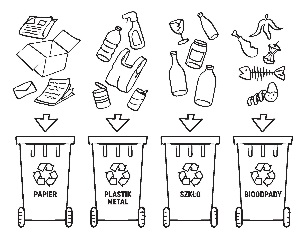 PAPIER
PLASTIK
METAL
SZKŁO
BIOODPADY